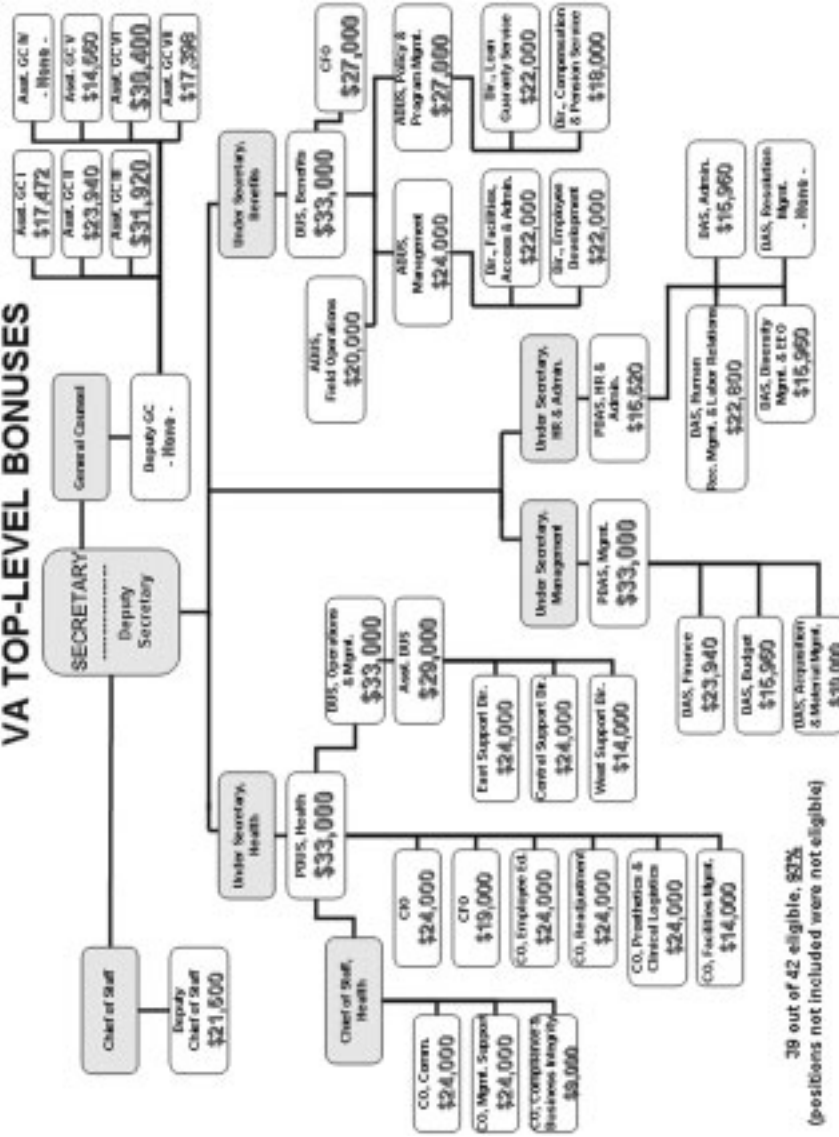 VA TOP-LEVEL BONUSES
SECRETARY
---------------
Deputy
Secretary
Chief of Staff
Deputy
Chief of Staff
$21,500
General Counsel
Deputy GC
- None -
Asst. GC I
$17,472
Asst. GC II
$23,940
Asst. GC III
$31,920
Asst. GC IV
- None -
Asst. GC V
$14,560
Asst. GC VI
$30,400
Asst. GC VII
$17,398
Under Secretary,
Health
PDUS, Health
$33,000
Chief of Staff,
Health
CO, Comm.
$24,000
CO, Mgmt. Support
$24,000
CO, Compliance &
Business Integrity
$9,000
CIO
$24,000
CFO
$19,000
CO, Employee Ed.
$24,000
CO, Readjustment
$24,000
CO, Prosthetics &
Clinical Logistics
$24,000
CO, Facilities Mgmt.
$14,000
DUS, Operations
& Mgmt.
$33,000
Asst. DUS
$29,000
East Support Dir.
$24,000
Central Support Dir.
$24,000
West Support Dir.
$14,000
Under Secretary,
Management
PDAS, Mgmt.
$33,000
DAS, Finance
$23,940
DAS, Budget
$15,960
DAS, Acquisition
& Material Mgmt.
Under Secretary,
HR & Admin.
PDAS, HR &
Admin.
$16,520
DAS, Human
Rec. Mgmt. & Labor Relations
$22,800
DAS, Diversity
Mgmt. & EEO
$15,960
DAS, Admin.
$15,960
DAS, Resolution
Mgmt.
- None -
Under Secretary,
Benefits
DUS, Benefits
$33,000
CFO
$27,000
ADUS,
Field Operations
$20,000
ADUS,
Management
$24,000
Dir., Facilities,
Access & Admin.
$22,000
Dir., Employee
Development
$22,000
ADUS, Policy &
Program Mgmt.
$27,000
Dir., Loan
Guaranty Service
$22,000
Dir., Compensation
& Pension Service
$18,000
39 out of 42 eligible, 93%
(positions not included were not eligible)